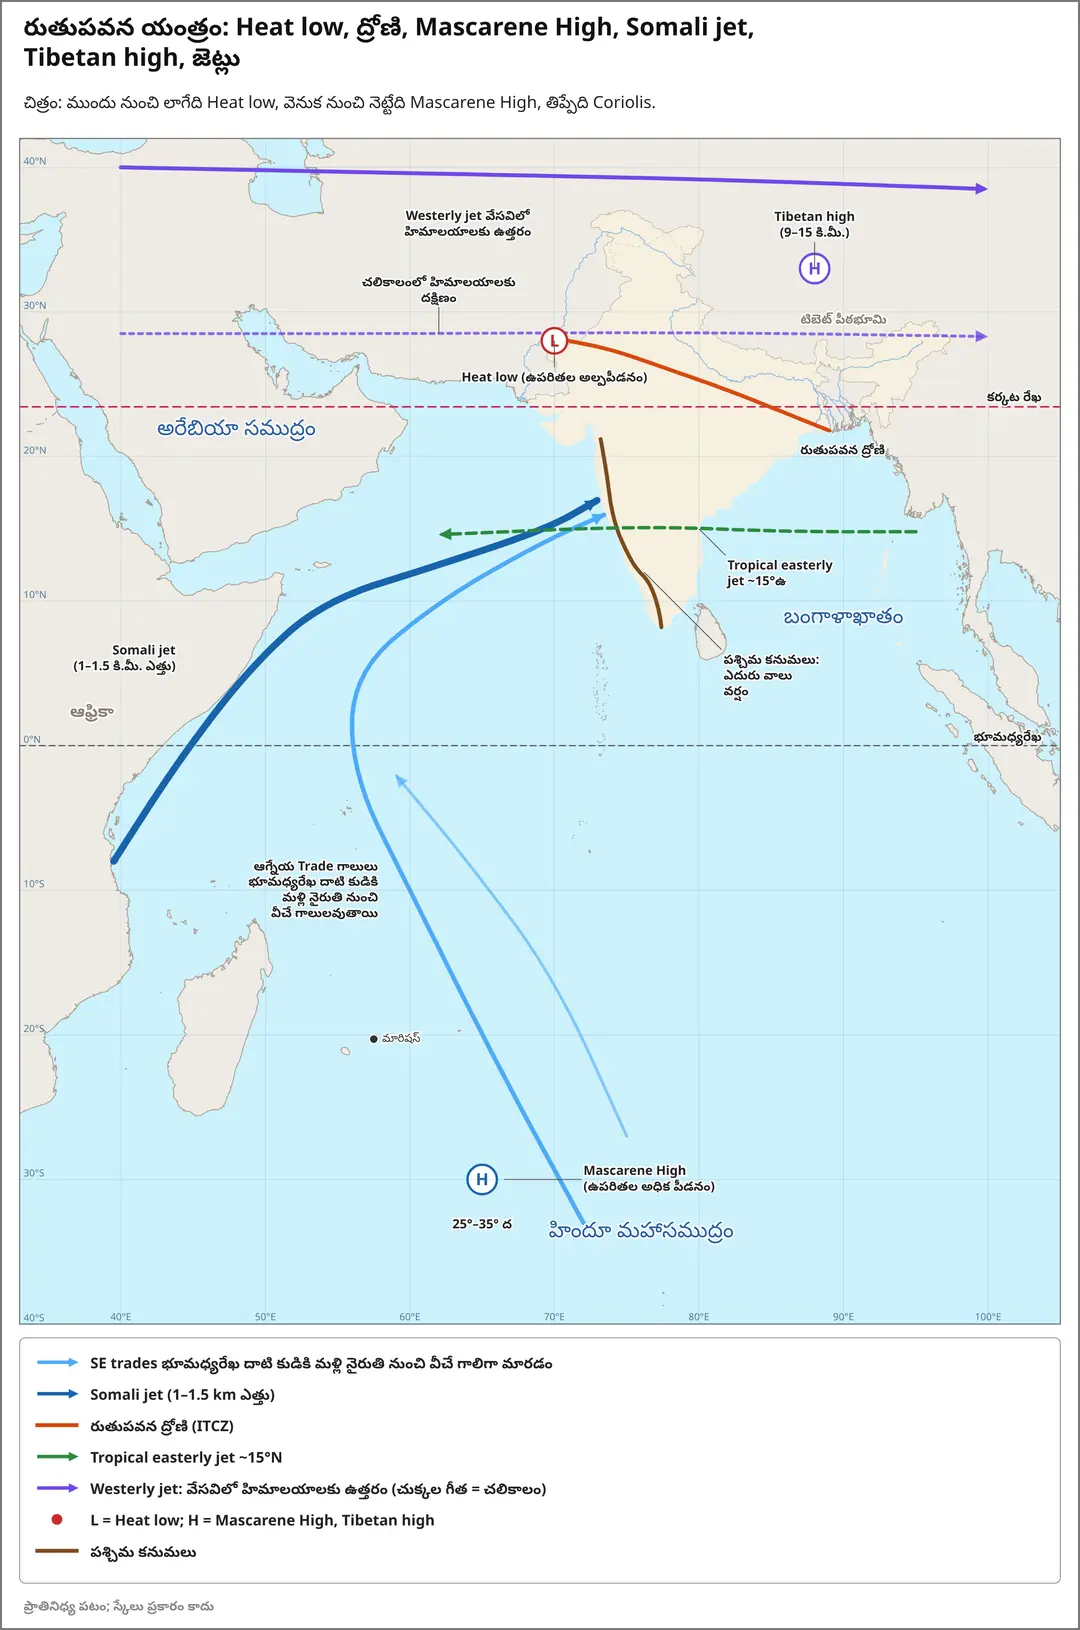 రుతుపవన యంత్రం: Heat low, ద్రోణి, Mascarene High, Somali jet,
Tibetan high, జెట్లు
చిత్రం: ముందు నుంచి లాగేది Heat low, వెనుక నుంచి నెట్టేది Mascarene High, తిప్పేది Coriolis.
40°N
Westerly jet వేసవిలో
హిమాలయాలకు ఉత్తరం
Tibetan high
(9–15 కి.మీ.)
H
చలికాలంలో హిమాలయాలకు
దక్షిణం
30°N
టిబెట్ పీఠభూమి
L
Heat low (ఉపరితల అల్పపీడనం)
కర్కట రేఖ
అరేబియా సముద్రం
రుతుపవన ద్రోణి
20°N
Tropical easterly
jet ~15°ఉ
10°N
బంగాళాఖాతం
Somali jet
(1–1.5 కి.మీ. ఎత్తు)
పశ్చిమ కనుమలు:
ఎదురు వాలు
వర్షం
ఆఫ్రికా
0°N
భూమధ్యరేఖ
ఆగ్నేయ Trade గాలులు
భూమధ్యరేఖ దాటి కుడికి
మళ్లి నైరుతి నుంచి
వీచే గాలులవుతాయి
10°S
20°S
మారిషస్
30°S
H
Mascarene High
(ఉపరితల అధిక పీడనం)
25°–35° ద
హిందూ మహాసముద్రం
40°S
40°E 50°E 60°E 70°E 80°E 90°E 100°E
SE trades భూమధ్యరేఖ దాటి కుడికి మళ్లి నైరుతి నుంచి వీచే గాలిగా మారడం
Somali jet (1–1.5 km ఎత్తు)
రుతుపవన ద్రోణి (ITCZ)
Tropical easterly jet ~15°N
Westerly jet: వేసవిలో హిమాలయాలకు ఉత్తరం (చుక్కల గీత = చలికాలం)
L = Heat low; H = Mascarene High, Tibetan high
పశ్చిమ కనుమలు
ప్రాతినిధ్య పటం; స్కేలు ప్రకారం కాదు